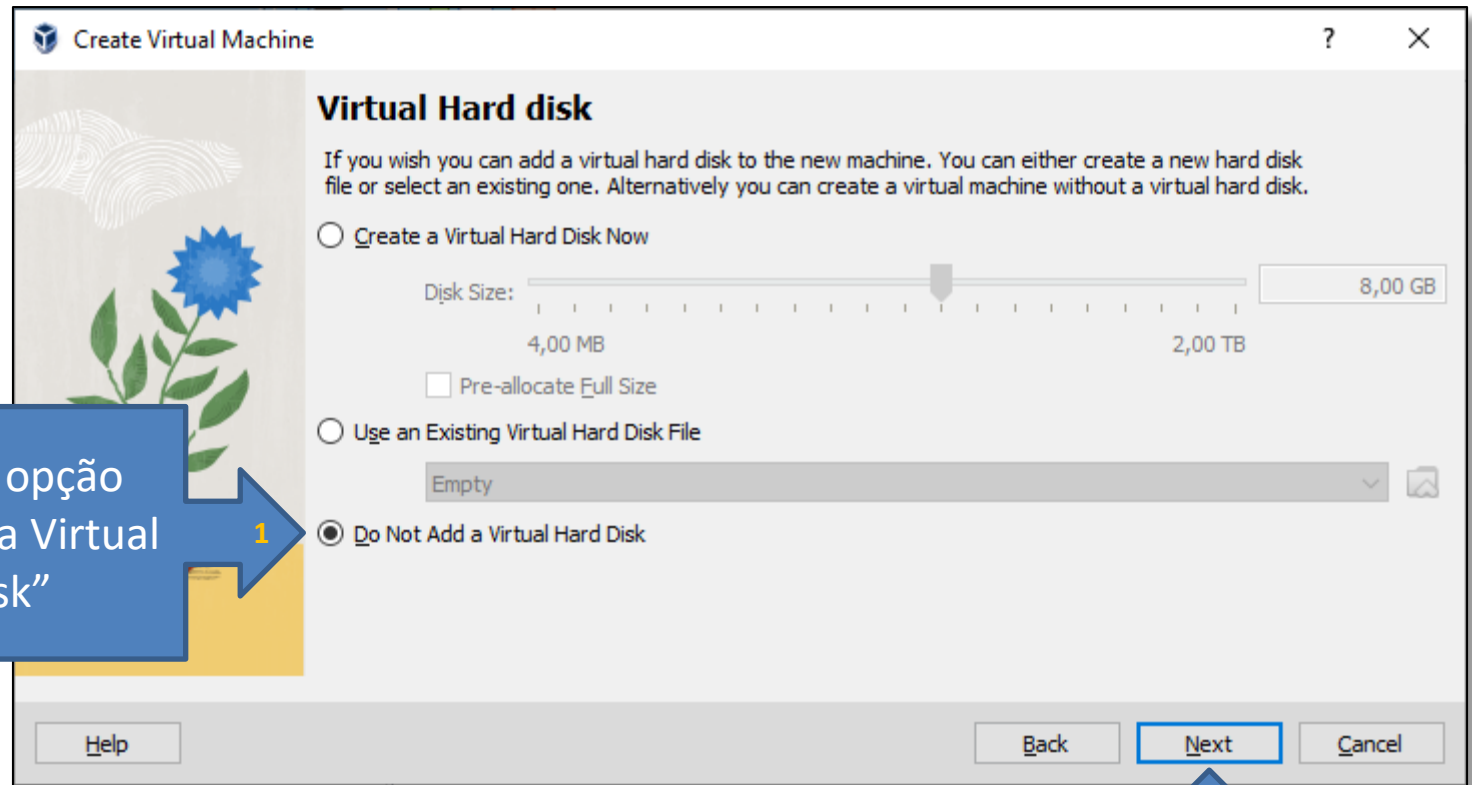 Create Virtual Machine
?
Virtual Hard disk
If you wish you can add a virtual hard disk to the new machine. You can either create a new hard disk
file or select an existing one. Alternatively you can create a virtual machine without a virtual hard disk.
Create a Virtual Hard Disk Now
Disk Size:
8,00 GB
4,00 MB
2,00 TB
Pre-allocate Full Size
Use an Existing Virtual Hard Disk File
Empty
opção
a Virtual
sk”
1
Do Not Add a Virtual Hard Disk
Help
Back
Next
Cancel